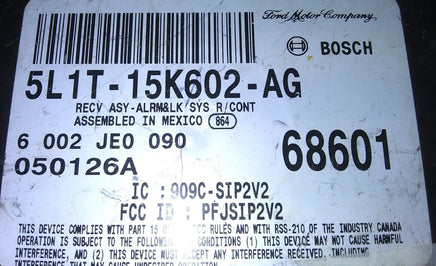 Ford Motor Company,
BOSCH
5L1T-15K602-AG
RECV ASY-ALRM&LK SYS R/CONT
ASSEMBLED IN MEXICO 864
6 002 JE0 090
68601
050126A
IC : 909C-SIP2V2
FCC ID : PFJSIP2V2
THIS DEVICE COMPLIES WITH PART 15 OF FCC RULES AND WITH RSS-210 OF THE INDUSTRY CANADA
OPERATION IS SUBJECT TO THE FOLLOWING CONDITIONS (1) THIS DEVICE MAY NOT CAUSE HARMFUL
INTERFERENCE, AND (2) THIS DEVICE MUST ACCEPT ANY INTERFERENCE RECEIVED, INCLUDING
INTERFERENCE